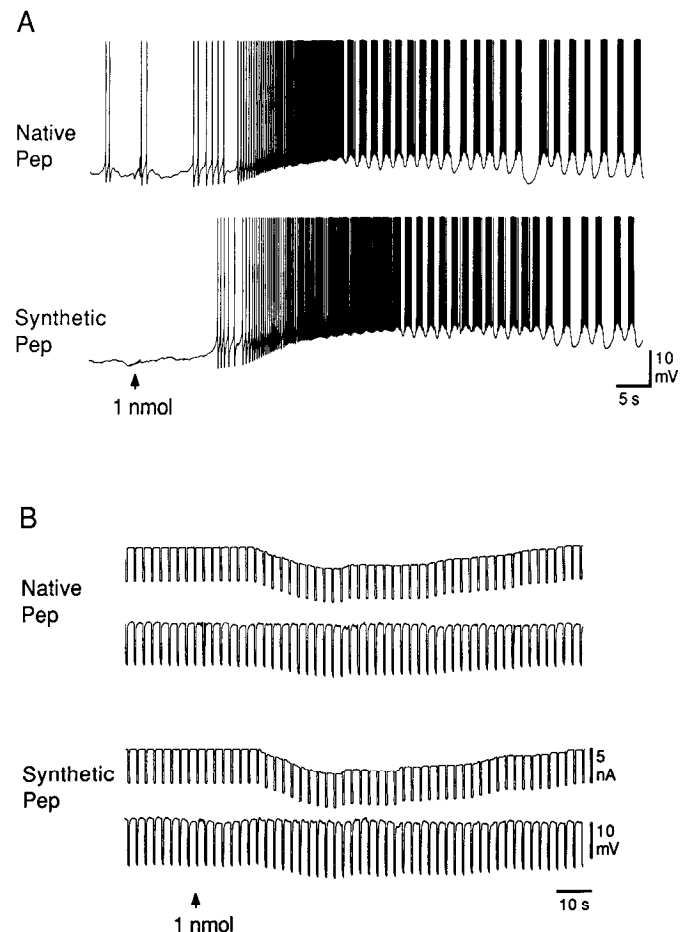 A
Native
Pep
Synthetic
Pep
10
mV
5 s
1 nmol
B
Native
Pep
Synthetic
Pep
5
nA
10
mV
10 s
1 nmol